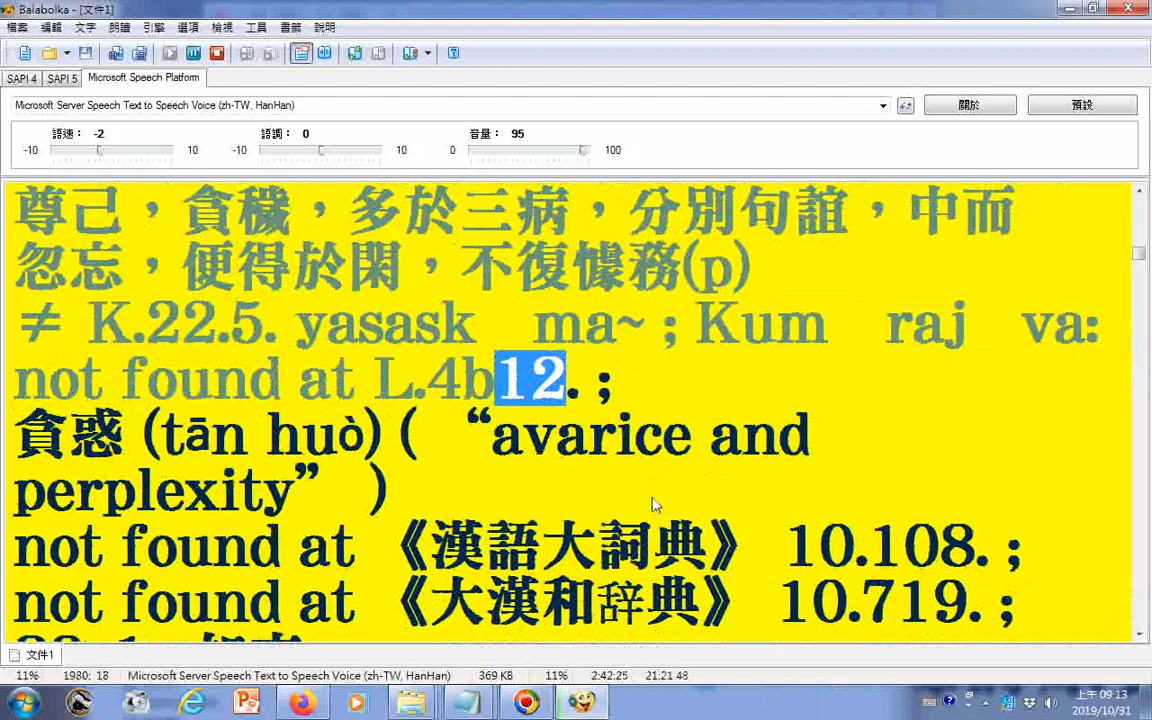 Balabolka - [文件1]
檔案 編輯 文字 朗讀 引擎 選項 檢視 工具 書籤 說明
SAPI 4 SAPI 5 Microsoft Speech Platform
Microsoft Server Speech Text to Speech Voice (zh-TW, HanHan) 關於 預設
語速： -2 語調： 0 音量： 95
-10 10 -10 10 0 100
尊己，貪穢，多於三病，分別句誼，中而
忽忘，便得於閑，不復懅務(p)
≠ K.22.5. yasask ma~ ; Kum raj va:
not found at L.4b12. ;
貪惑 (tān huò) ( “avarice and
perplexity” )
not found at 《漢語大詞典》 10.108. ;
not found at 《大漢和辞典》 10.719. ;
文件1
11% 1980; 18 Microsoft Server Speech Text to Speech Voice (zh-TW, HanHan) 369 KB 11% 2:42:25 21:21 48
上午 09:13
2019/10/31